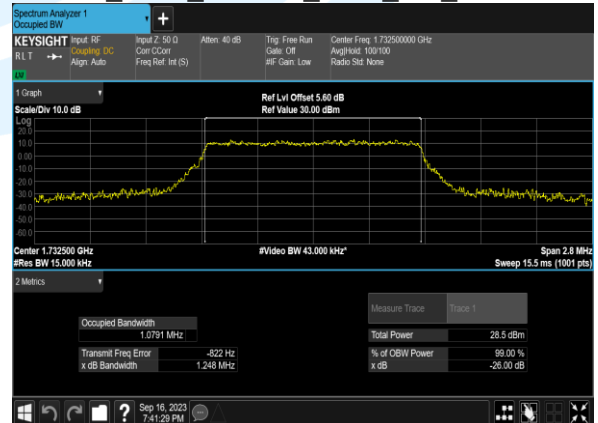 Spectrum Analyzer 1
Occupied BW
KEYSIGHT Input: RF Input Z: 50 Ω Atten: 40 dB Trig: Free Run Center Freq: 1.732500000 GHz
RLT Coupling: DC Corr CCorr Gate: Off Avg|Hold: 100/100
Align: Auto Freq Ref: Int (S) #IF Gain: Low Radio Std: None
1 Graph
Ref Lvl Offset 5.60 dB
Scale/Div 10.0 dB Ref Value 30.00 dBm
Log
20.0
10.0
0.00
-10.0
-20.0
-30.0
-40.0
-50.0
-60.0
Center 1.732500 GHz #Video BW 43.000 kHz* Span 2.8 MHz
#Res BW 15.000 kHz Sweep 15.5 ms (1001 pts)
2 Metrics
Measure Trace Trace 1
Occupied Bandwidth
1.0791 MHz Total Power 28.5 dBm
Transmit Freq Error -822 Hz % of OBW Power 99.00 %
x dB Bandwidth 1.248 MHz x dB -26.00 dB
Sep 16, 2023
7:41:29 PM